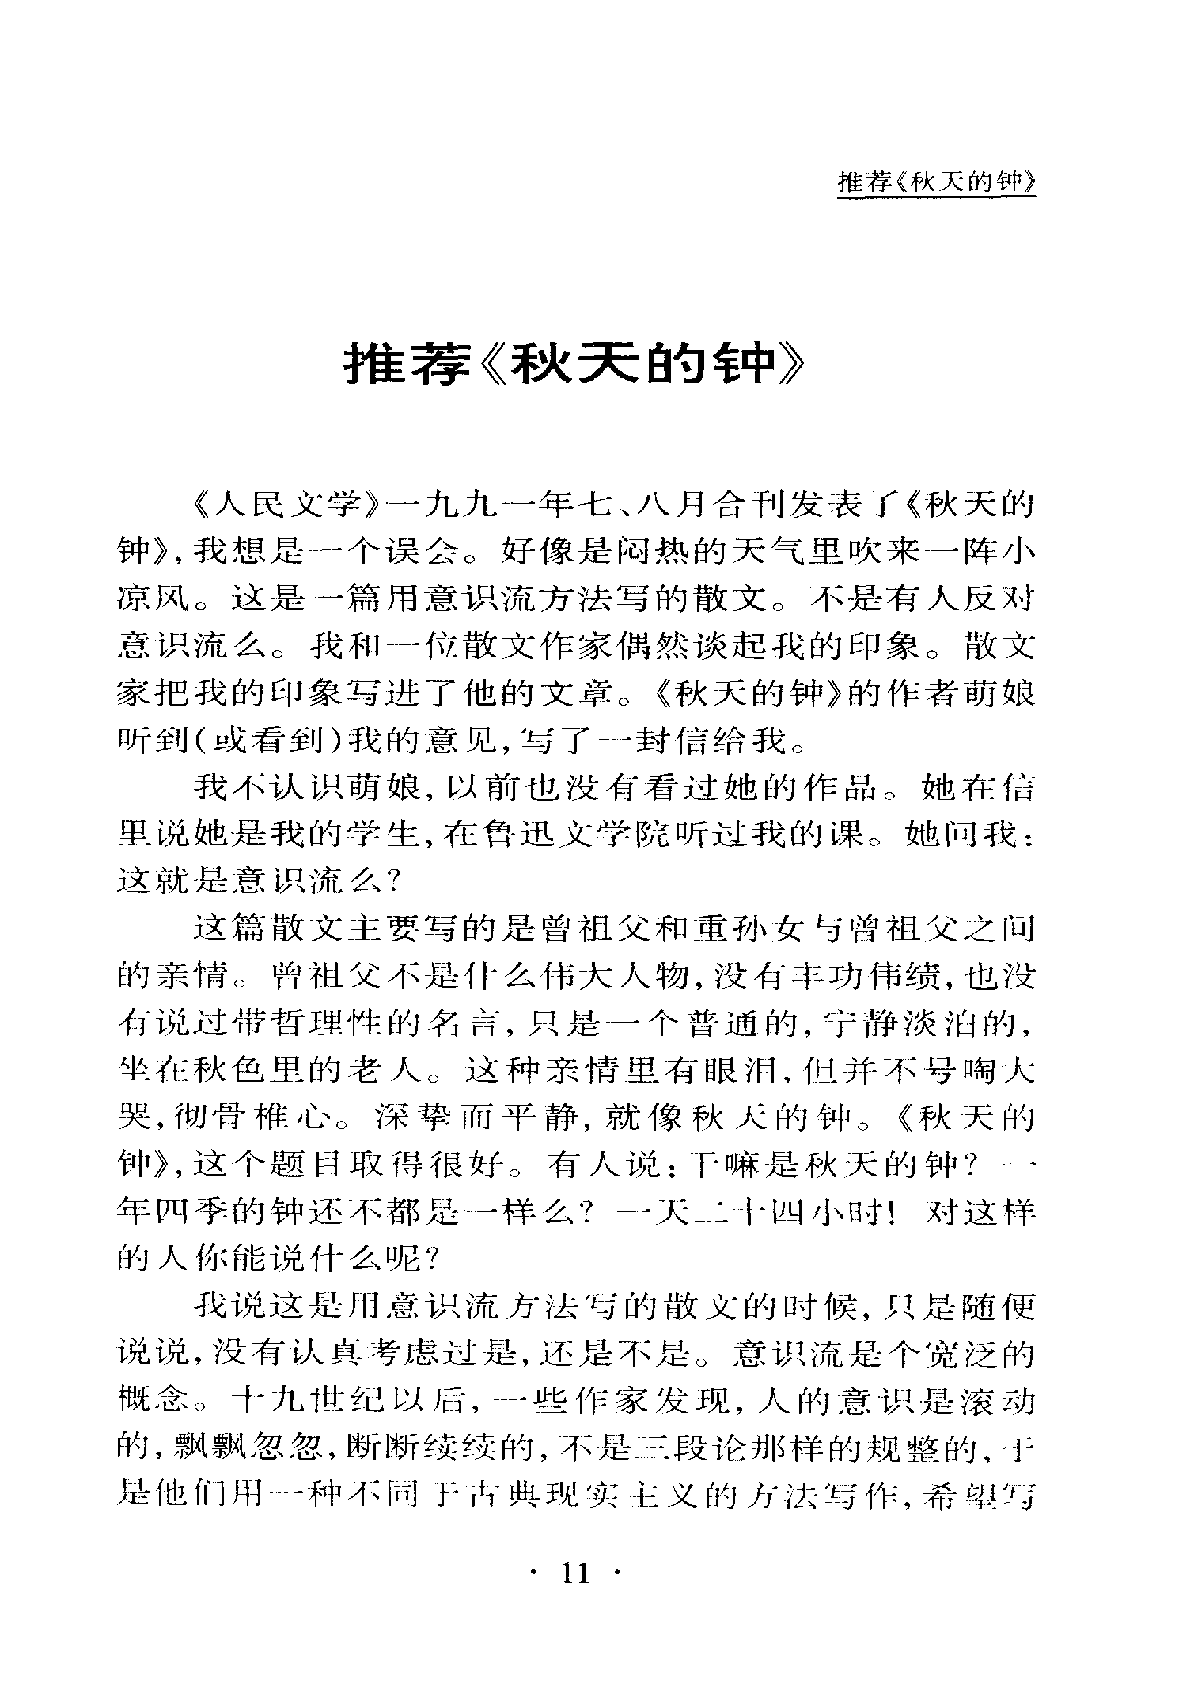 推荐《秋天的钟》
推荐《秋天的钟》
《人民文学》一九九一年七、八月合刊发表了《秋天的
钟》,我想是一个误会。好像是闷热的天气里吹来一阵小
凉风。这是一篇用意识流方法写的散文。不是有人反对
意识流么。我和一位散文作家偶然谈起我的印象。散文
家把我的印象写进了他的文章。《秋天的钟》的作者萌娘
听到(或看到)我的意见,写了一封信给我。
我不认识萌娘,以前也没有看过她的作品。她在信
里说她是我的学生,在鲁迅文学院听过我的课。她问我:
这就是意识流么?
这篇散文主要写的是曾祖父和重孙女与曾祖父之间
的亲情。曾祖父不是什么伟大人物,没有丰功伟绩,也没
有说过带哲理性的名言,只是一个普通的,宁静淡泊的,
坐在秋色里的老人。这种亲情里有眼泪,但并不号啕大
哭,彻骨椎心。深挚而平静,就像秋天的钟。《秋天的
钟》,这个题目取得很好。有人说:干嘛是秋天的钟?一
年四季的钟还不都是一样么?一天二十四小时!对这样
的人你能说什么呢?
我说这是用意识流方法写的散文的时候,只是随便
说说,没有认真考虑过是,还是不是。意识流是个宽泛的
概念。十九世纪以后,一些作家发现,人的意识是滚动
的,飘飘忽忽,断断续续的,不是三段论那样的规整的,于
是他们用一种不同于古典现实主义的方法写作,希望写
· 11 ·